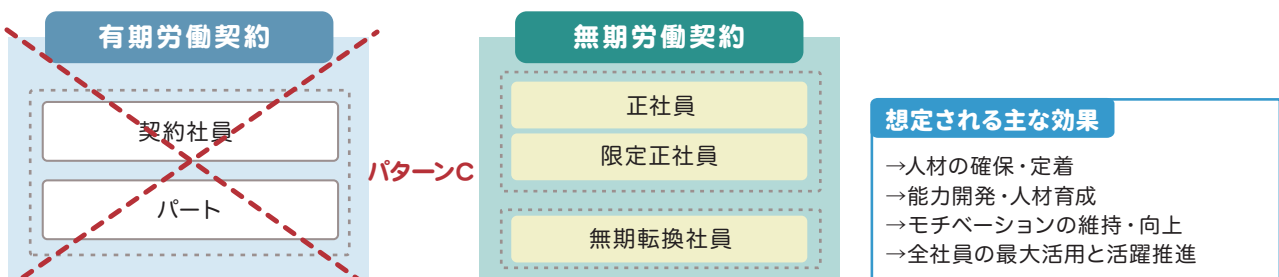 有期労働契約
契約社員
パート
パターンC
無期労働契約
正社員
限定正社員
無期転換社員
想定される主な効果
→人材の確保・定着
→能力開発・人材育成
→モチベーションの維持・向上
→全社員の最大活用と活躍推進